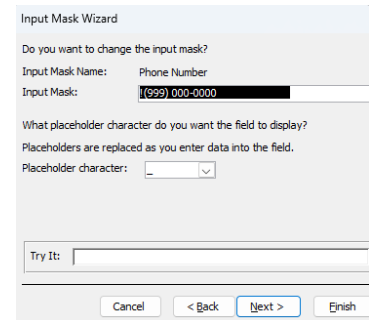 Input Mask Wizard
Do you want to change the input mask?
Input Mask Name: Phone Number
Input Mask: !(999) 000-0000
What placeholder character do you want the field to display?
Placeholders are replaced as you enter data into the field.
Placeholder character: _
Try It:
Cancel < Back Next > Finish